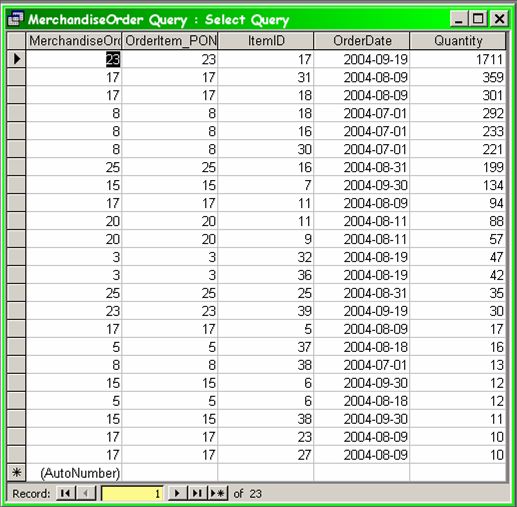 MerchandiseOrder Query : Select Query
MerchandiseOrd OrderItem_PON ItemID OrderDate Quantity
23 23 17 2004-09-19 1711
17 17 31 2004-08-09 359
17 17 18 2004-08-09 301
8 8 18 2004-07-01 292
8 8 16 2004-07-01 233
8 8 30 2004-07-01 221
25 25 16 2004-08-31 199
15 15 7 2004-09-30 134
17 17 11 2004-08-09 94
20 20 11 2004-08-11 88
20 20 9 2004-08-11 57
3 3 32 2004-08-19 47
3 3 36 2004-08-19 42
25 25 25 2004-08-31 35
23 23 39 2004-09-19 30
17 17 5 2004-08-09 17
5 5 37 2004-08-18 16
8 8 38 2004-07-01 13
15 15 6 2004-09-30 12
5 5 6 2004-08-18 12
15 15 38 2004-09-30 11
17 17 23 2004-08-09 10
17 17 27 2004-08-09 10
(AutoNumber)
Record: 1 of 23